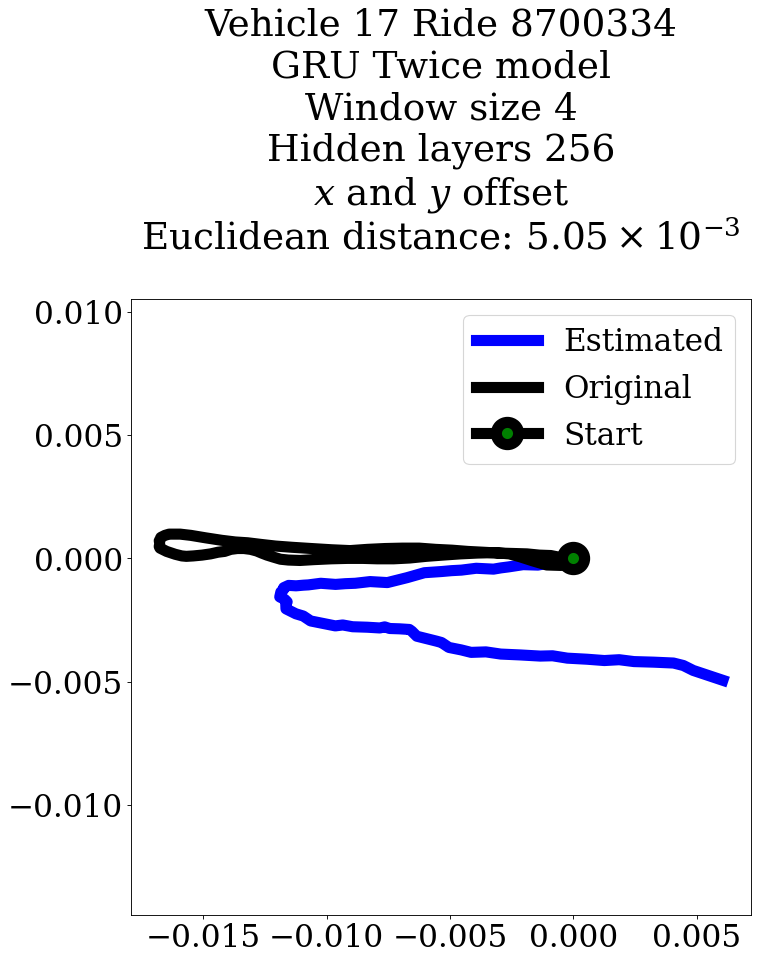 Vehicle 17 Ride 8700334
GRU Twice model
Window size 4
Hidden layers 256
x and y offset
Euclidean distance: 5.05 × 10⁻³
Estimated
Original
Start
0.010
0.005
0.000
−0.005
−0.010
−0.015 −0.010 −0.005 0.000 0.005